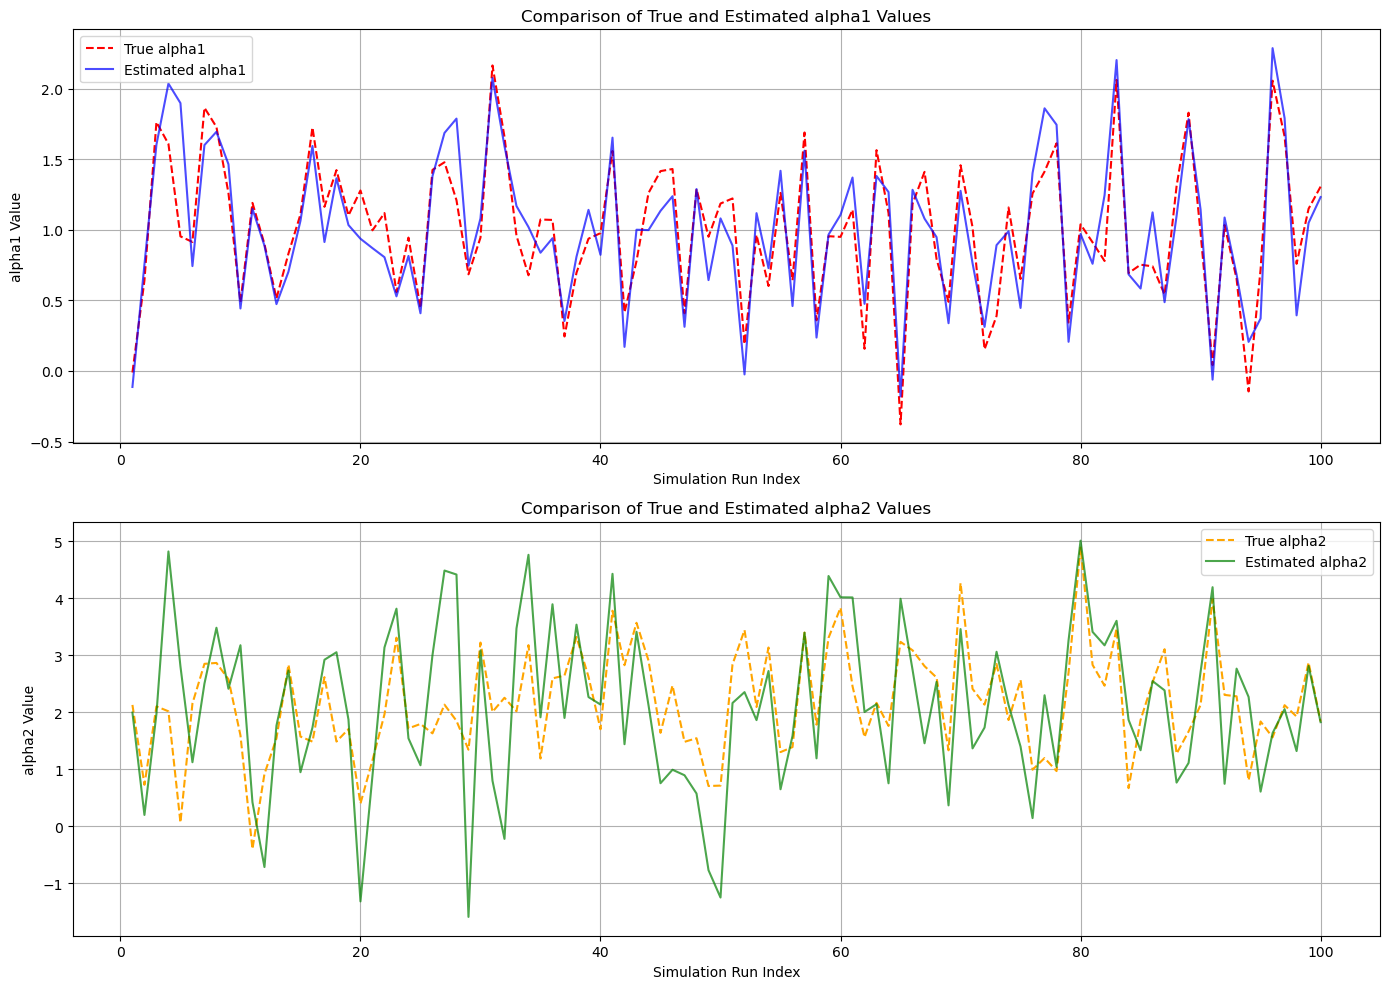 Comparison of True and Estimated alpha1 Values
True alpha1
Estimated alpha1
alpha1 Value
2.0
1.5
1.0
0.5
0.0
−0.5
0
20
40
60
80
100
Simulation Run Index
Comparison of True and Estimated alpha2 Values
True alpha2
Estimated alpha2
alpha2 Value
5
4
3
2
1
0
−1
0
20
40
60
80
100
Simulation Run Index